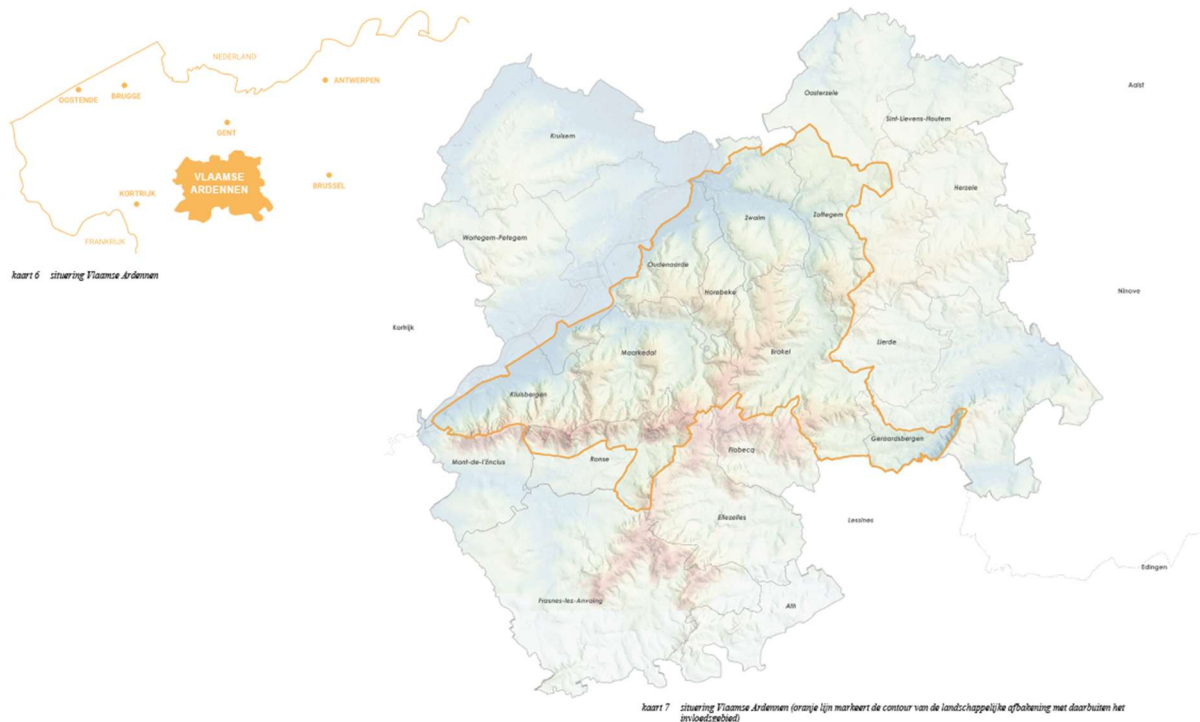 NEDERLAND
OOSTENDE
BRUGGE
ANTWERPEN
GENT
VLAAMSE
ARDENNEN
KORTRIJK
BRUSSEL
FRANKRIJK
kaart 6 situering Vlaamse Ardennen
Oosterzele
Aalst
Sint-Lievens-Houtem
Kruisem
Herzele
Zwalm
Zottegem
Wortegem-Petegem
Oudenaarde
Horebeke
Ninove
Kortrijk
Lierde
Maarkedal
Brakel
Kluisbergen
Geraardsbergen
Mont-de-l'Enclus
Ronse
Flobecq
Ellezelles
Lessines
Edingen
Frasnes-lez-Anvaing
Ath
kaart 7 situering Vlaamse Ardennen (oranje lijn markeert de contour van de landschappelijke afbakening met daarbuiten het
invloedsgebied)